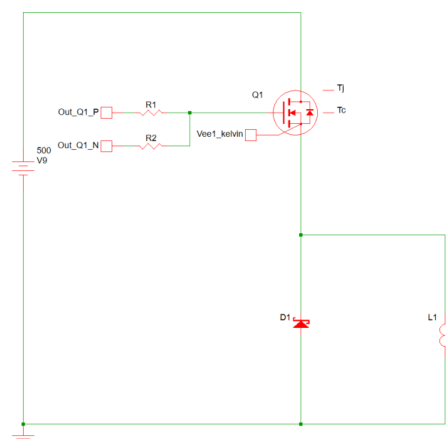 Q1
Tj
Tc
Out_Q1_P
R1
Out_Q1_N
R2
Vee1_kelvin
500
V9
D1
L1